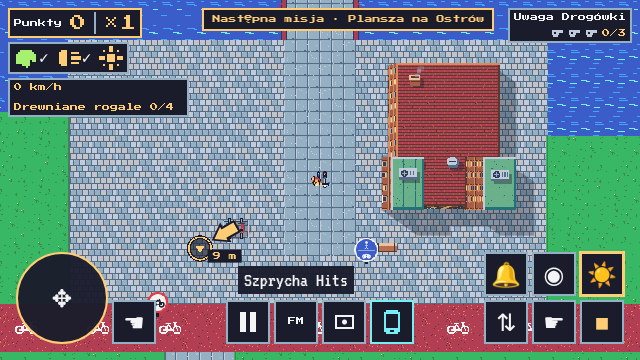 Punkty 0 ×1
Następna misja · Plansza na Ostrów
Uwaga Drogówki
0/3
0 km/h
Drewniane rogale 0/4
9 m
Szprycha Hits
FM